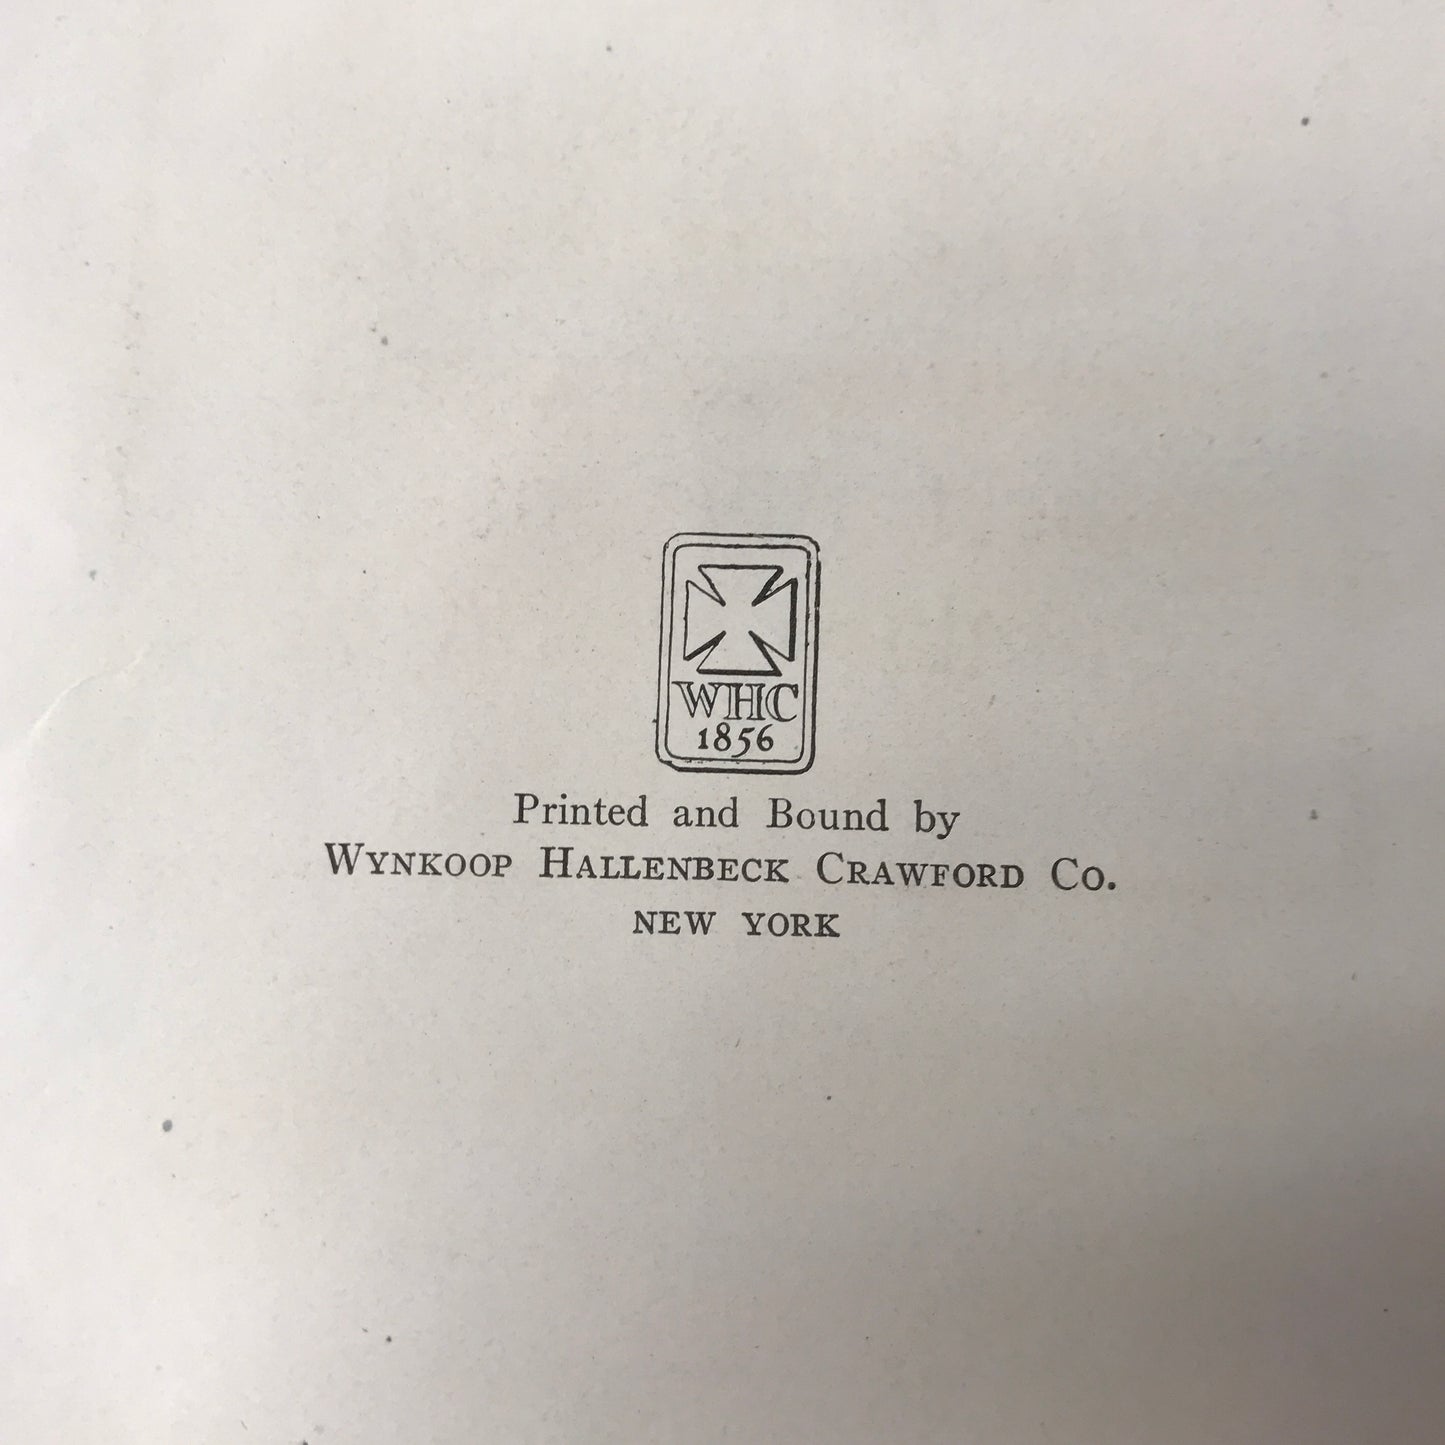 WHC
1856
Printed and Bound by
Wynkoop Hallenbeck Crawford Co.
NEW YORK